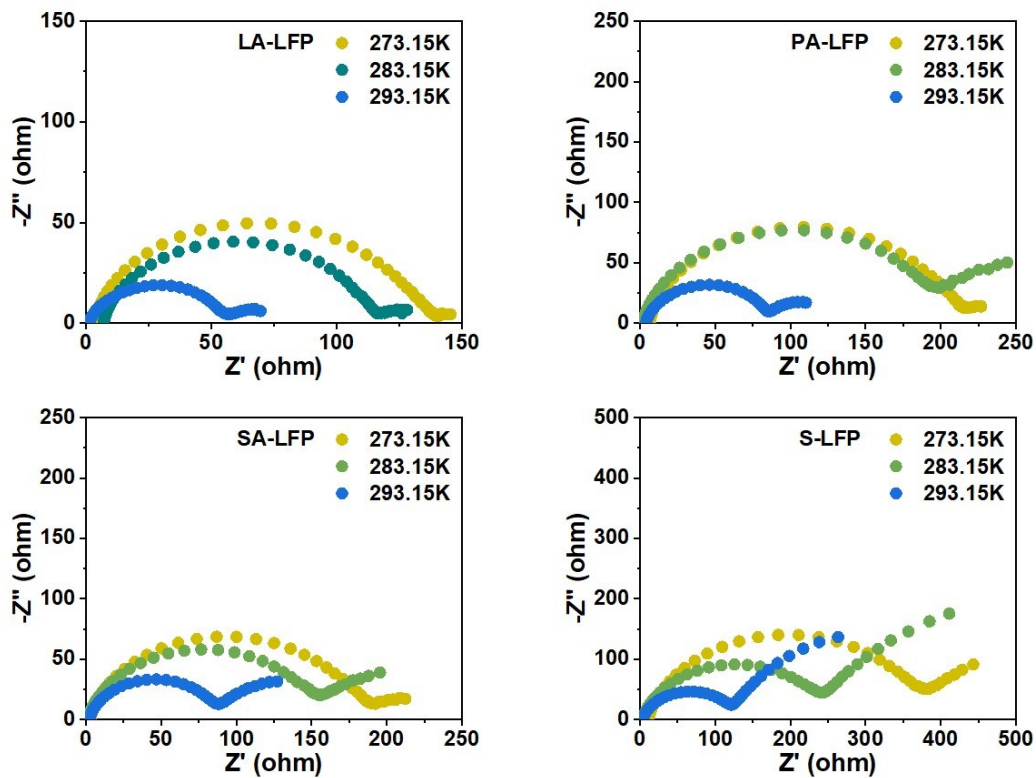 LA-LFP
273.15K
283.15K
293.15K
150
100
50
0
-Z" (ohm)
0
50
100
150
Z' (ohm)
PA-LFP
273.15K
283.15K
293.15K
250
200
150
100
50
0
-Z" (ohm)
0
50
100
150
200
250
Z' (ohm)
SA-LFP
273.15K
283.15K
293.15K
250
200
150
100
50
0
-Z" (ohm)
0
50
100
150
200
250
Z' (ohm)
S-LFP
273.15K
283.15K
293.15K
500
400
300
200
100
0
-Z" (ohm)
0
100
200
300
400
500
Z' (ohm)